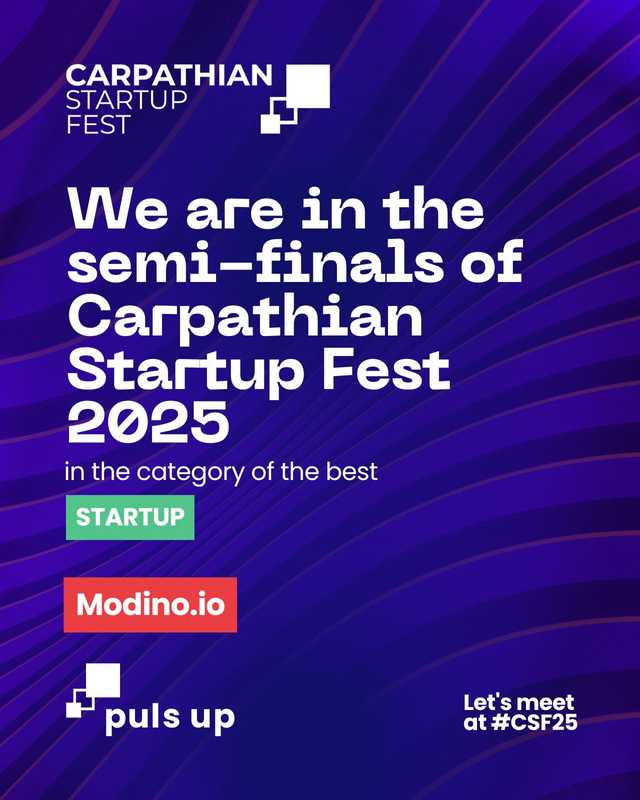 CARPATHIAN
STARTUP
FEST
We are in the
semi-finals of
Carpathian
Startup Fest
2025
in the category of the best
STARTUP
Modino.io
puls up
Let's meet
at #CSF25